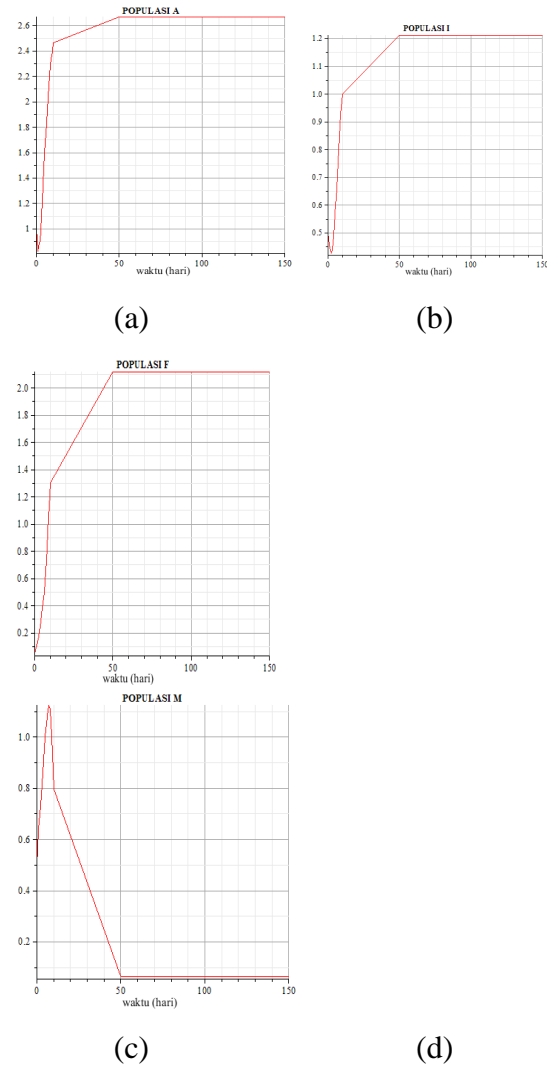 POPULASI A
2.6
2.4
2.2
2
1.8
1.6
1.4
1.2
1
0 50 100 150
waktu (hari)
POPULASI I
1.2
1.1
1.0
0.9
0.8
0.7
0.6
0.5
0 50 100 150
waktu (hari)
(a) (b)
POPULASI F
2.0
1.8
1.6
1.4
1.2
1.0
0.8
0.6
0.4
0.2
0 50 100 150
waktu (hari)
POPULASI M
1.0
0.8
0.6
0.4
0.2
0 50 100 150
waktu (hari)
(c) (d)